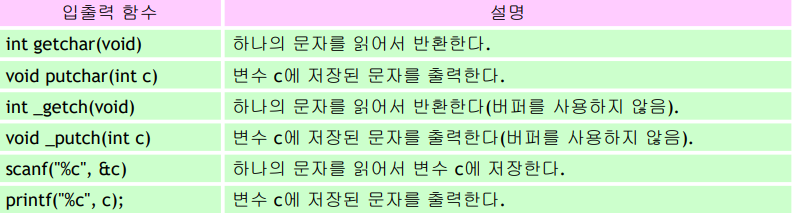 입출력 함수 설명
int getchar(void) 하나의 문자를 읽어서 반환한다.
void putchar(int c) 변수 c에 저장된 문자를 출력한다.
int _getch(void) 하나의 문자를 읽어서 반환한다(버퍼를 사용하지 않음).
void _putch(int c) 변수 c에 저장된 문자를 출력한다(버퍼를 사용하지 않음).
scanf("%c", &c) 하나의 문자를 읽어서 변수 c에 저장한다.
printf("%c", c); 변수 c에 저장된 문자를 출력한다.